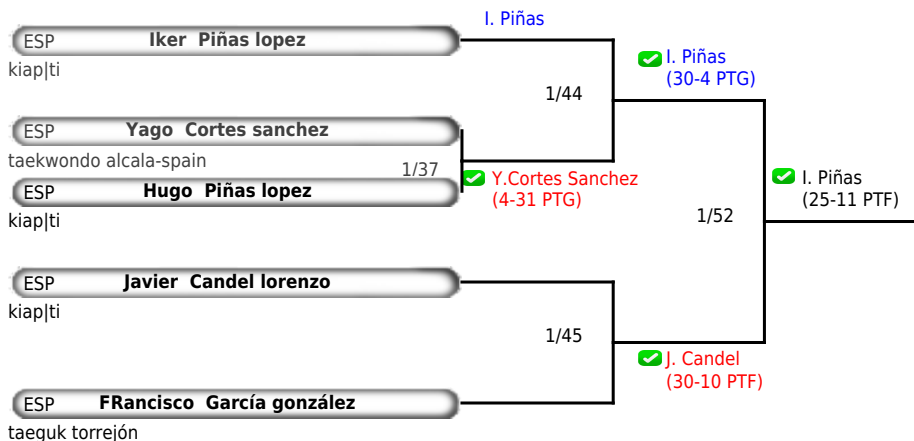 I. Piñas
ESP Iker Piñas lopez
kiap|ti
I. Piñas
(30-4 PTG)
1/44
ESP Yago Cortes sanchez
taekwondo alcala-spain
1/37
Y.Cortes Sanchez
(4-31 PTG)
ESP Hugo Piñas lopez
kiap|ti
I. Piñas
(25-11 PTF)
1/52
ESP Javier Candel lorenzo
kiap|ti
1/45
J. Candel
(30-10 PTF)
ESP FRancisco García gonzález
taeguk torrejón